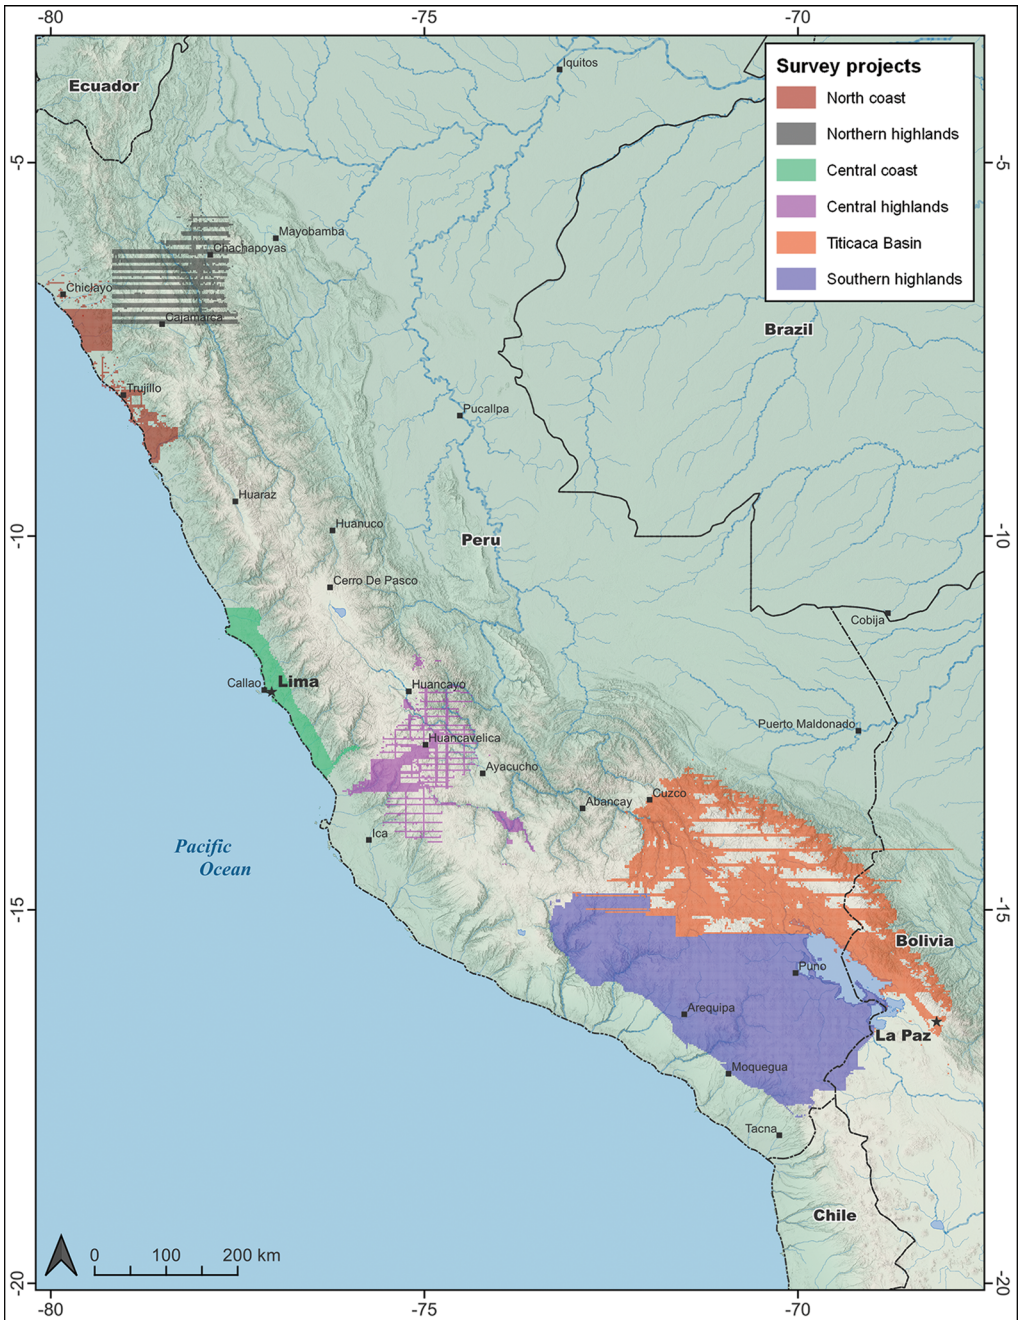 -80
-75
-70
Ecuador
Iquitos
Survey projects
North coast
Northern highlands
Central coast
Central highlands
Titicaca Basin
Southern highlands
-5
-5
Mayobamba
Chachapoyas
Chiclayo
Cajamarca
Brazil
Trujillo
Pucallpa
Huaraz
Huanuco
Peru
-10
-10
Cerro De Pasco
Cobija
Callao
Lima
Huancayo
Puerto Maldonado
Huancavelica
Ayacucho
Cuzco
Abancay
Ica
Pacific
Ocean
-15
-15
Bolivia
Puno
Arequipa
La Paz
Moquegua
Tacna
Chile
0 100 200 km
-20
-20
-80
-75
-70